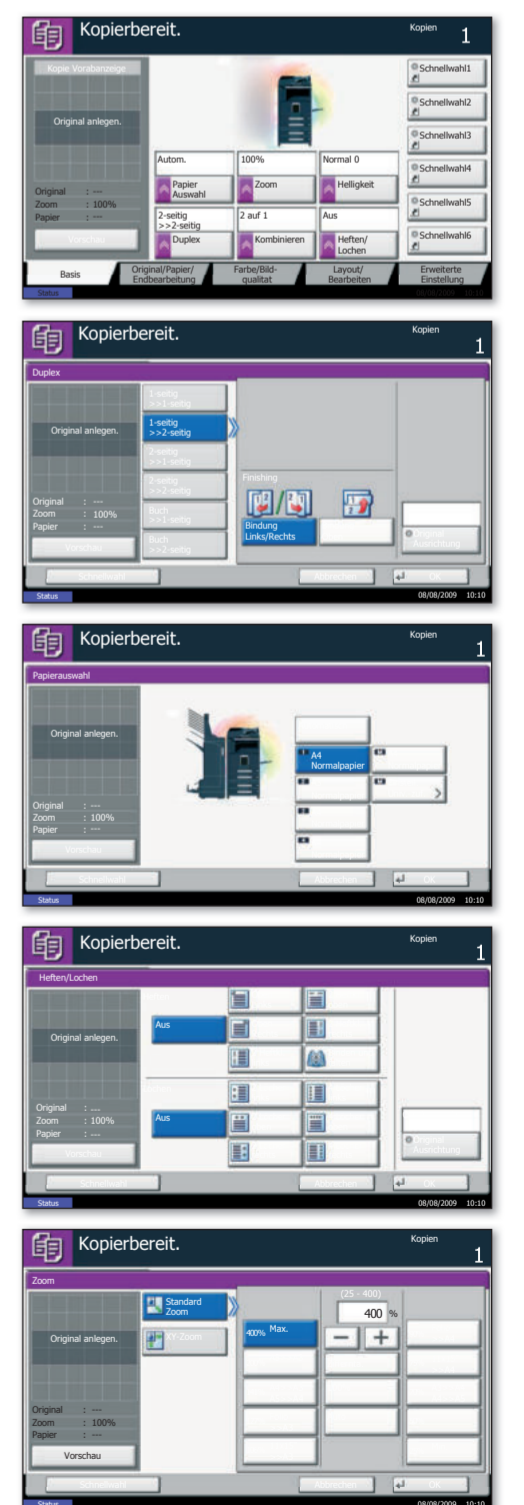 Kopierbereit.
Kopien 1
Kopie Vorabanzeige
Original anlegen.
Original : ---
Zoom : 100%
Papier : ---
Vorschau
Autom.
Papier
Auswahl
100%
Zoom
Normal 0
Helligkeit
2-seitig
>>2-seitig
Duplex
2 auf 1
Kombinieren
Aus
Heften/
Lochen
Schnellwahl1
Schnellwahl2
Schnellwahl3
Schnellwahl4
Schnellwahl5
Schnellwahl6
Basis
Original/Papier/
Endbearbeitung
Farbe/Bild-
qualitat
Layout/
Bearbeiten
Erweiterte
Einstellung
Status
08/08/2009 10:10
Kopierbereit.
Kopien
1
Duplex
Original anlegen.
Original : ---
Zoom : 100%
Papier : ---
Vorschau
1-seitig
>>1-seitig
1-seitig
>>2-seitig
2-seitig
>>1-seitig
2-seitig
>>2-seitig
Buch
>>1-seitig
Buch
>>2-seitig
Finishing
Bindung
Links/Rechts
Original
Ausrichtung
Schnellwahl
Abbrechen
OK
Status
08/08/2009 10:10
Kopierbereit.
Kopien
1
Papierauswahl
Original anlegen.
Original : ---
Zoom : 100%
Papier : ---
Vorschau
A4
Normalpapier
Schnellwahl
Abbrechen
OK
Status
08/08/2009 10:10
Kopierbereit.
Kopien
1
Heften/Lochen
Original anlegen.
Original : ---
Zoom : 100%
Papier : ---
Vorschau
Aus
Aus
Original
Ausrichtung
Schnellwahl
Abbrechen
OK
Status
08/08/2009 10:10
Kopierbereit.
Kopien
1
Zoom
Original anlegen.
Original : ---
Zoom : 100%
Papier : ---
Vorschau
Standard
Zoom
XY-Zoom
400% Max.
(25 - 400)
400 %
Schnellwahl
Abbrechen
OK
Status
08/08/2009 10:10